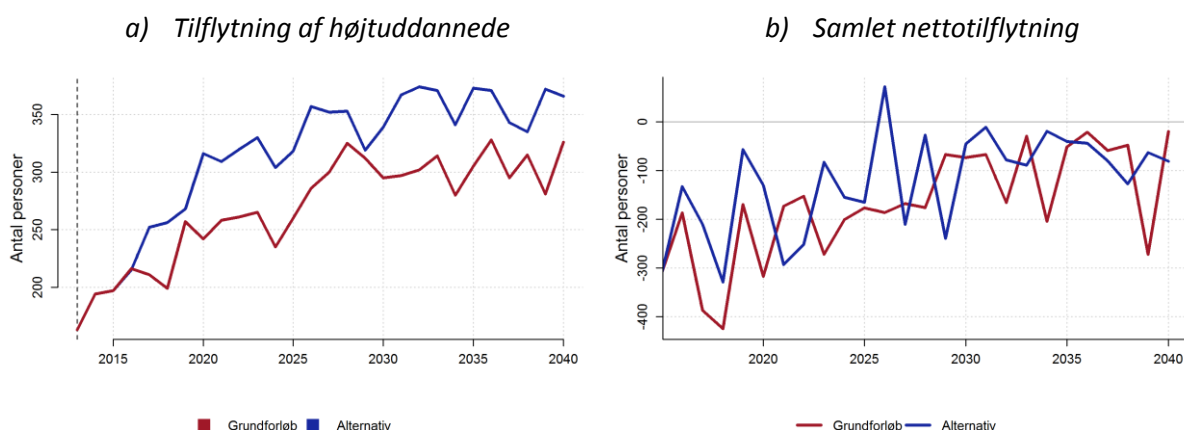 a) Tilflytning af højtuddannede
Antal personer
350
300
250
200
2015 2020 2025 2030 2035 2040
Grundforløb Alternativ
b) Samlet nettotilflytning
Antal personer
0
-100
-200
-300
-400
2020 2025 2030 2035 2040
Grundforløb Alternativ